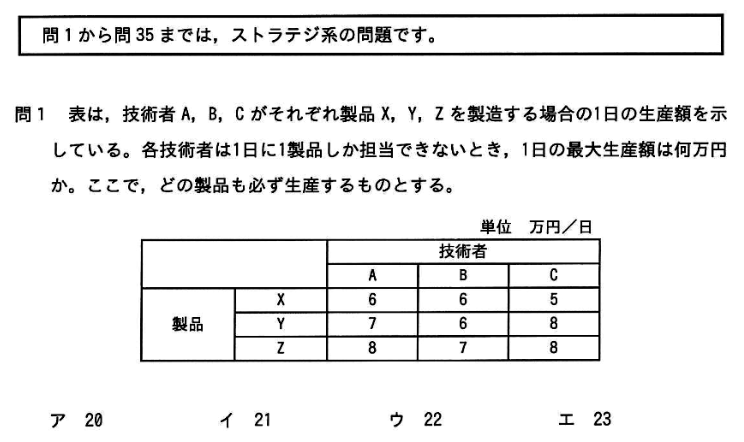 問1から問35までは，ストラテジ系の問題です。
問1 表は，技術者A，B，Cがそれぞれ製品X，Y，Zを製造する場合の1日の生産額を示
している。各技術者は1日に1製品しか担当できないとき，1日の最大生産額は何万円
か。ここで，どの製品も必ず生産するものとする。
単位 万円／日
技術者
A B C
製品
X 6 6 5
Y 7 6 8
Z 8 7 8
ア 20 イ 21 ウ 22 エ 23